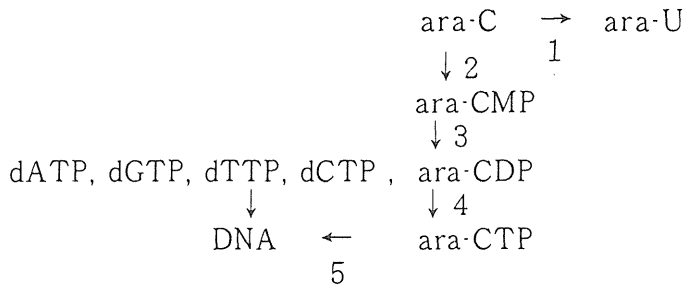 ara-C → ara-U
1
↓ 2
ara-CMP
↓ 3
dATP, dGTP, dTTP, dCTP , ara-CDP
↓ ↓ 4
DNA ← ara-CTP
5